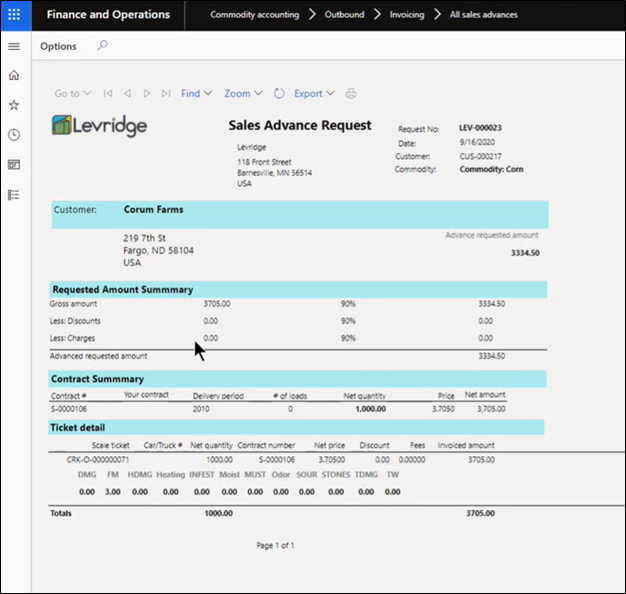 Finance and Operations Commodity accounting Outbound Invoicing All sales advances
Options
Go to Find Zoom Export
Levridge Sales Advance Request Request No: LEV-000023
Levridge Date: 9/16/2020
118 Front Street Customer: CUS-000217
Barnesville, MN 56514 Commodity: Commodity: Corn
USA
Customer: Corum Farms
219 7th St Advance requested amount
Fargo, ND 58104 3334.50
USA
Requested Amount Summmary
Gross amount 3705.00 90% 3334.50
Less: Discounts 0.00 90% 0.00
Less: Charges 0.00 90% 0.00
Advanced requested amount 3334.50
Contract Summmary
Contract # Your contract Delivery period # of loads Net quantity Price Net amount
S-0000106 2010 0 1,000.00 3.7050 3,705.00
Ticket detail
Scale ticket Car/Truck # Net quantity Contract number Net price Discount Fees Invoiced amount
CRK-O-000000071 1000.00 S-0000106 3.70500 0.00 0.00000 3705.00
DMG FM HDMG Heating INFEST Moist MUST Odor SOUR STONES TDMG TW
0.00 3.00 0.00 0.00 0.00 0.00 0.00 0.00 0.00 0.00 0.00 0.00
Totals 1000.00 3705.00
Page 1 of 1